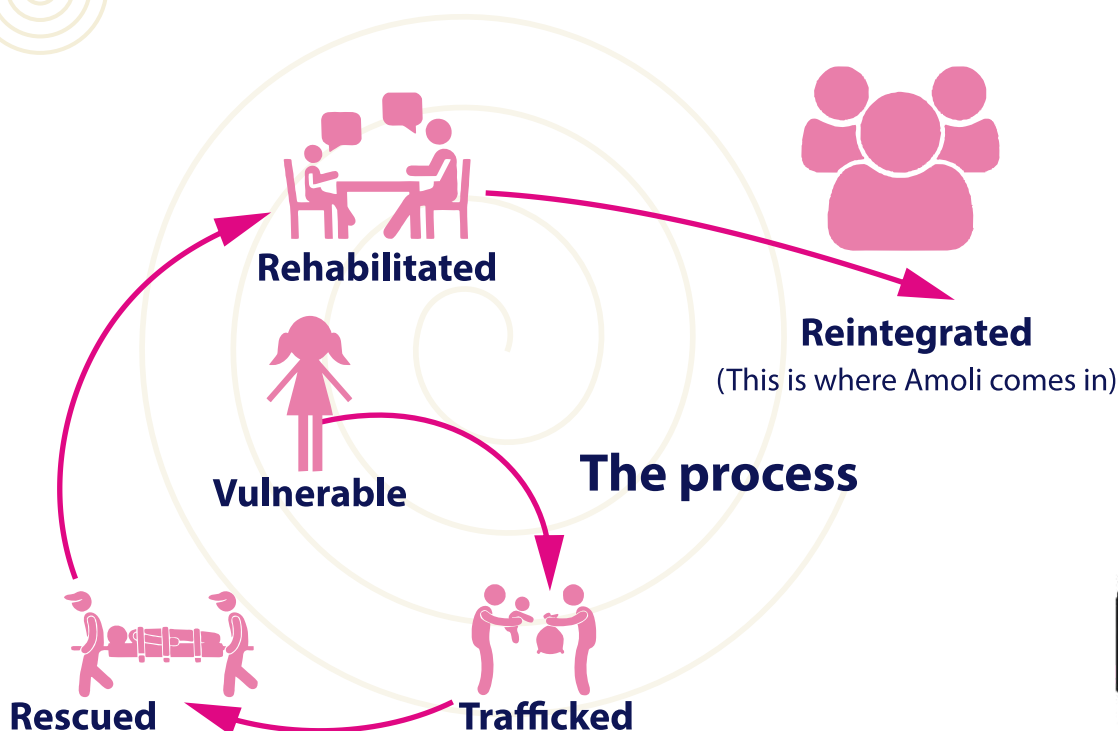 Rehabilitated
Reintegrated
(This is where Amoli comes in)
Vulnerable
The process
Rescued
Trafficked